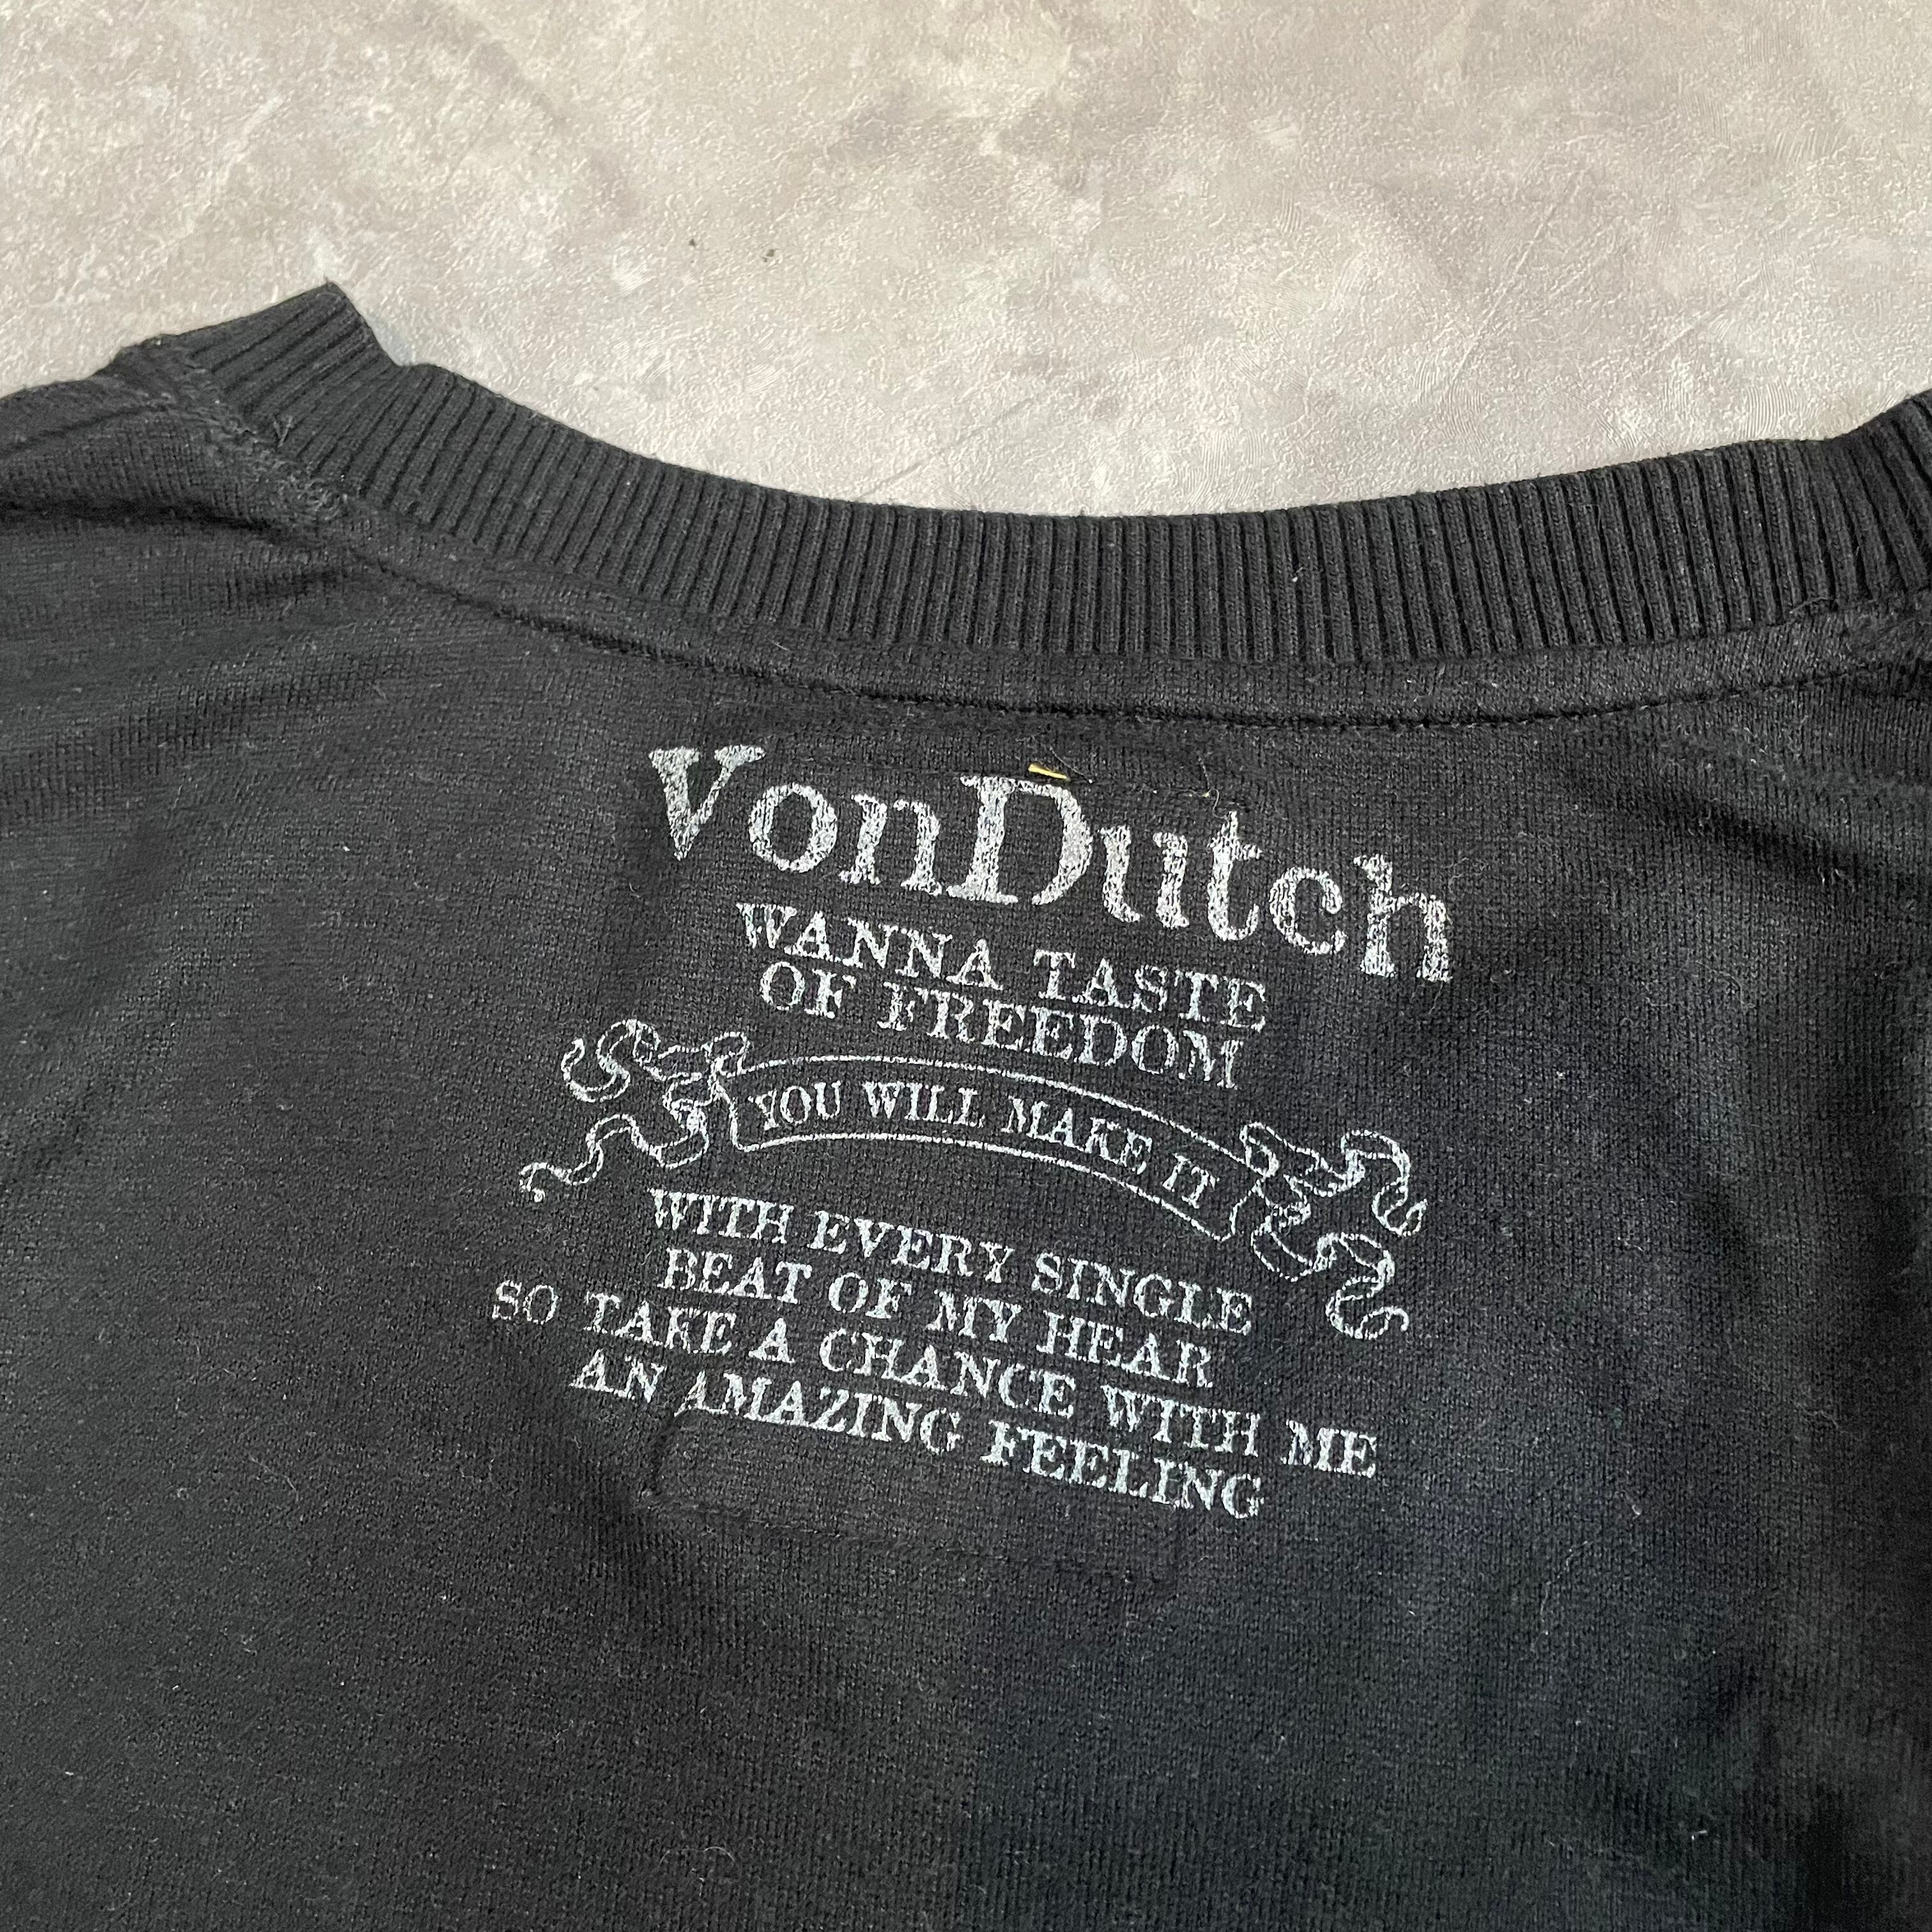 VonDutch
WANNA TASTE
OF FREEDOM
YOU WILL MAKE IT
WITH EVERY SINGLE
BEAT OF MY HEAR
SO TAKE A CHANCE WITH ME
AN AMAZING FEELING